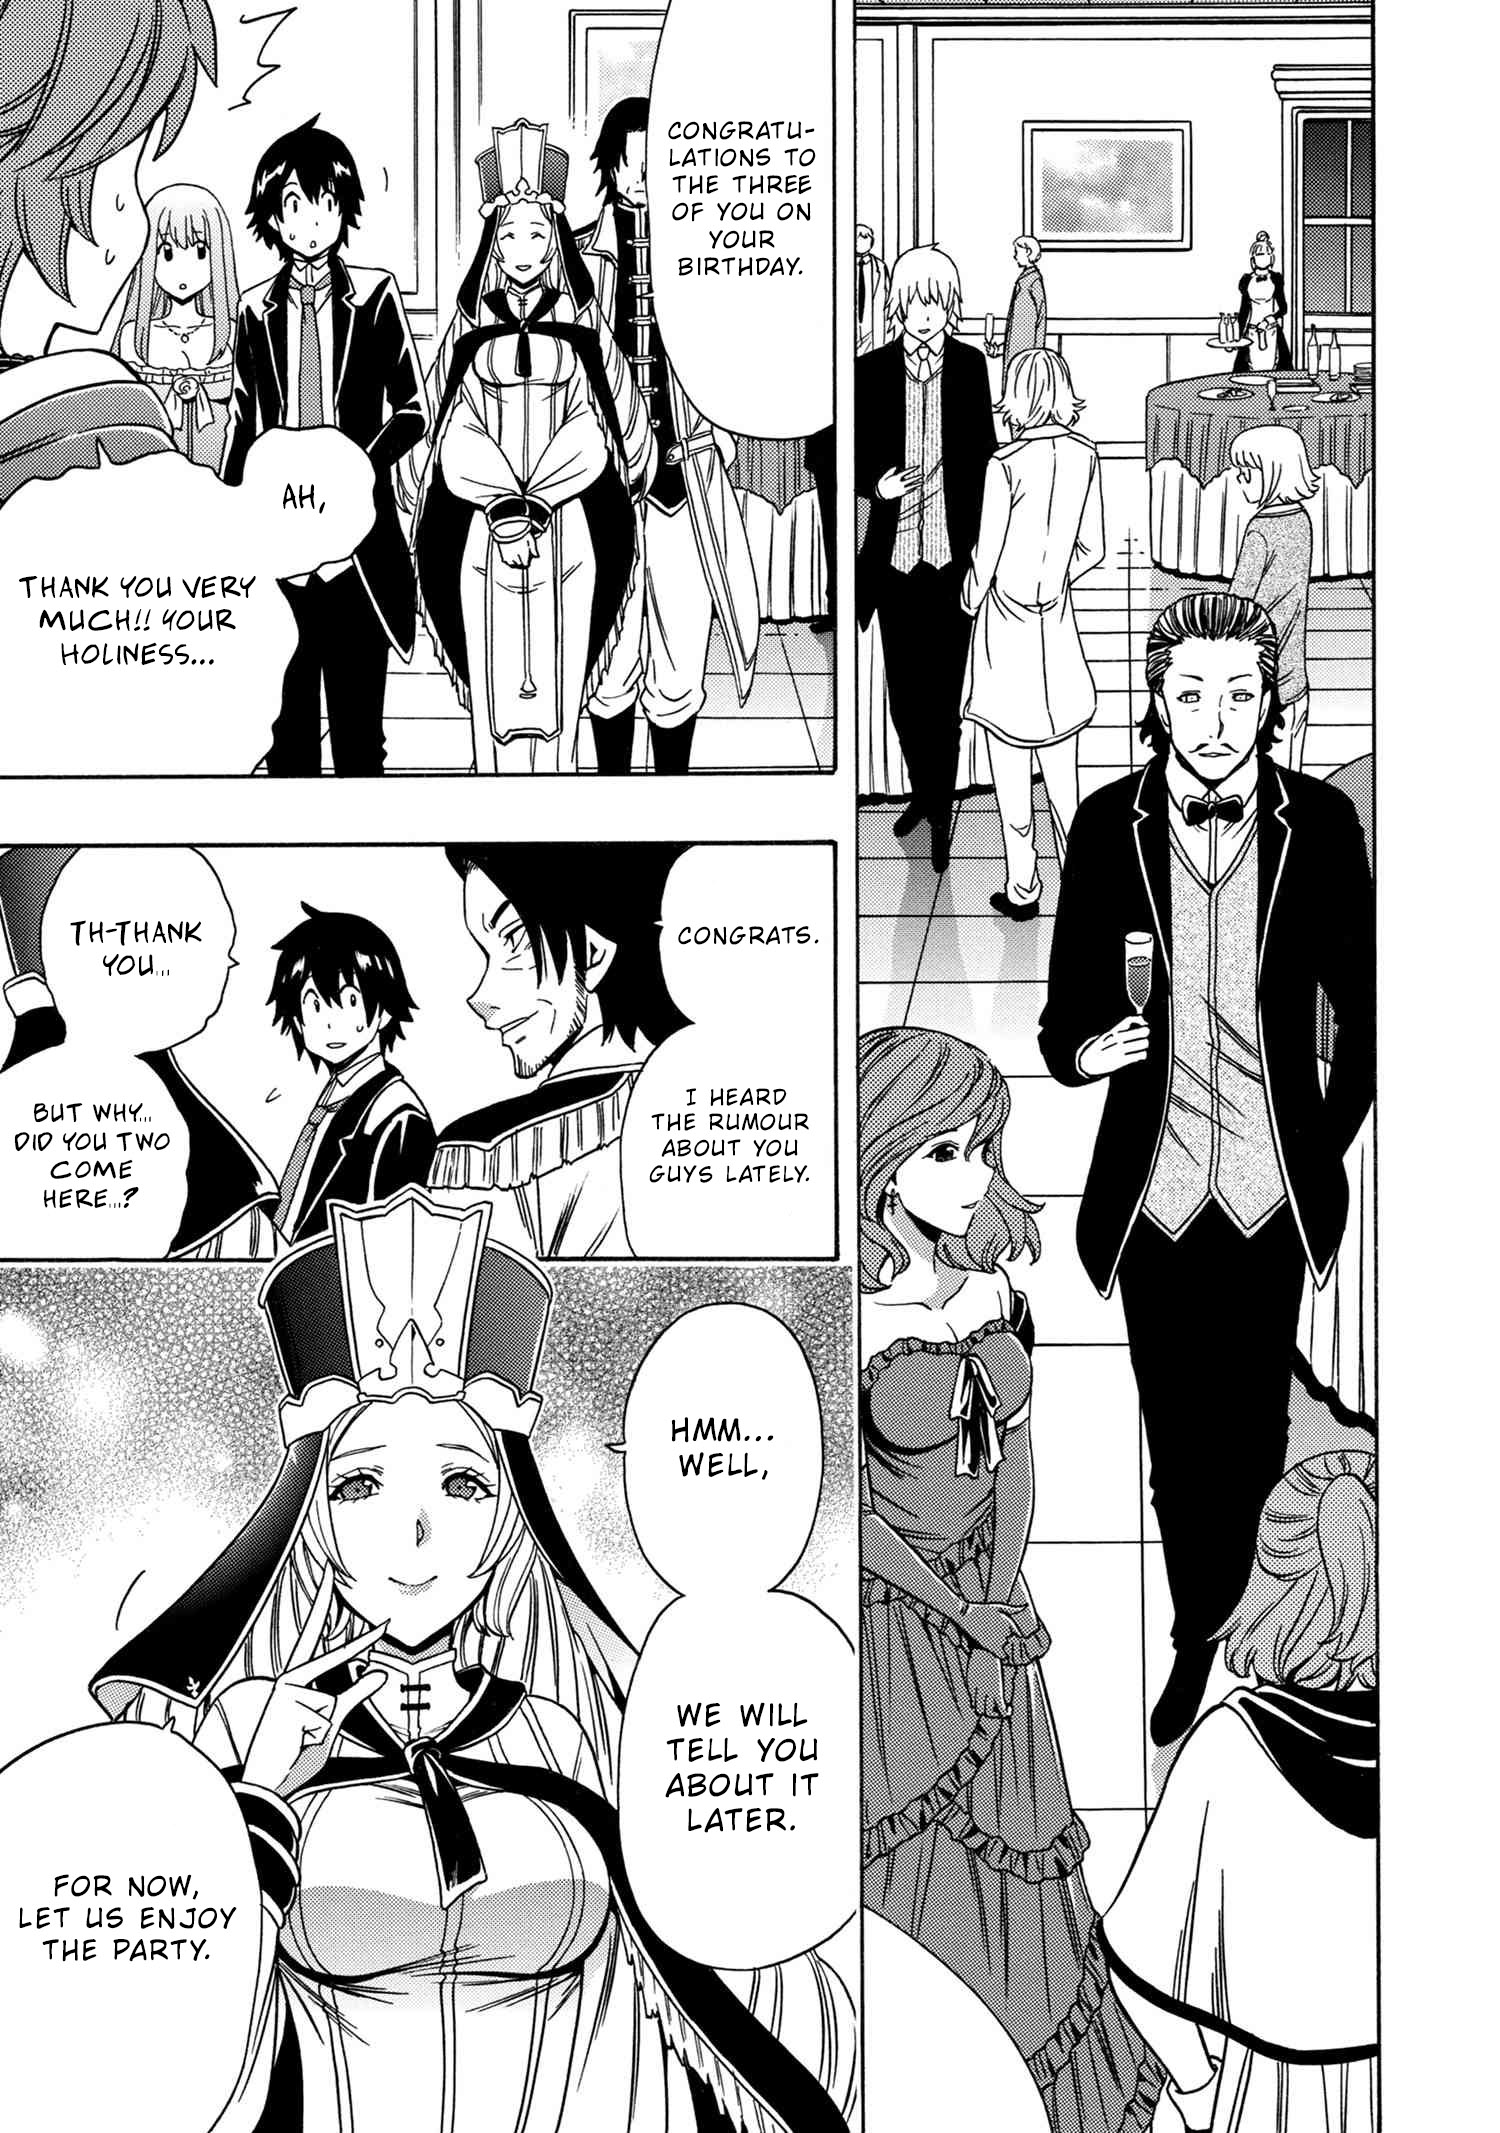 CONGRATU-
LATIONS TO
THE THREE
OF YOU ON
YOUR
BIRTHDAY.
AH,
THANK YOU VERY
MUCH!! YOUR
HOLINESS...
CONGRATS.
I HEARD
THE RUMOUR
ABOUT YOU
GUYS LATELY.
TH-THANK
YOU...
BUT WHY...
DID YOU TWO
COME
HERE...?
HMM...
WELL,
WE WILL
TELL YOU
ABOUT IT
LATER.
FOR NOW,
LET US ENJOY
THE PARTY.